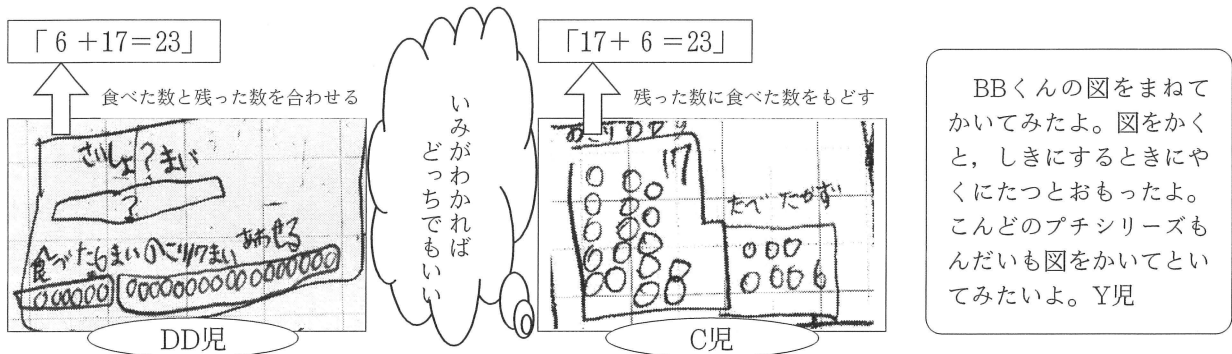 「 6 +17=23」
食べた数と残った数を合わせる
さいしょ?まい
?
食べた6まい のこり17まい あわせる
DD児
いみがわかれば
どっちでもいい
「17+ 6 =23」
残った数に食べた数をもどす
17
たべたかず
C児
BBくんの図をまねて
かいてみたよ。図をかく
と，しきにするときにや
くにたつとおもったよ。
こんどのプチシリーズも
んだいも図をかいてとい
てみたいよ。Y児